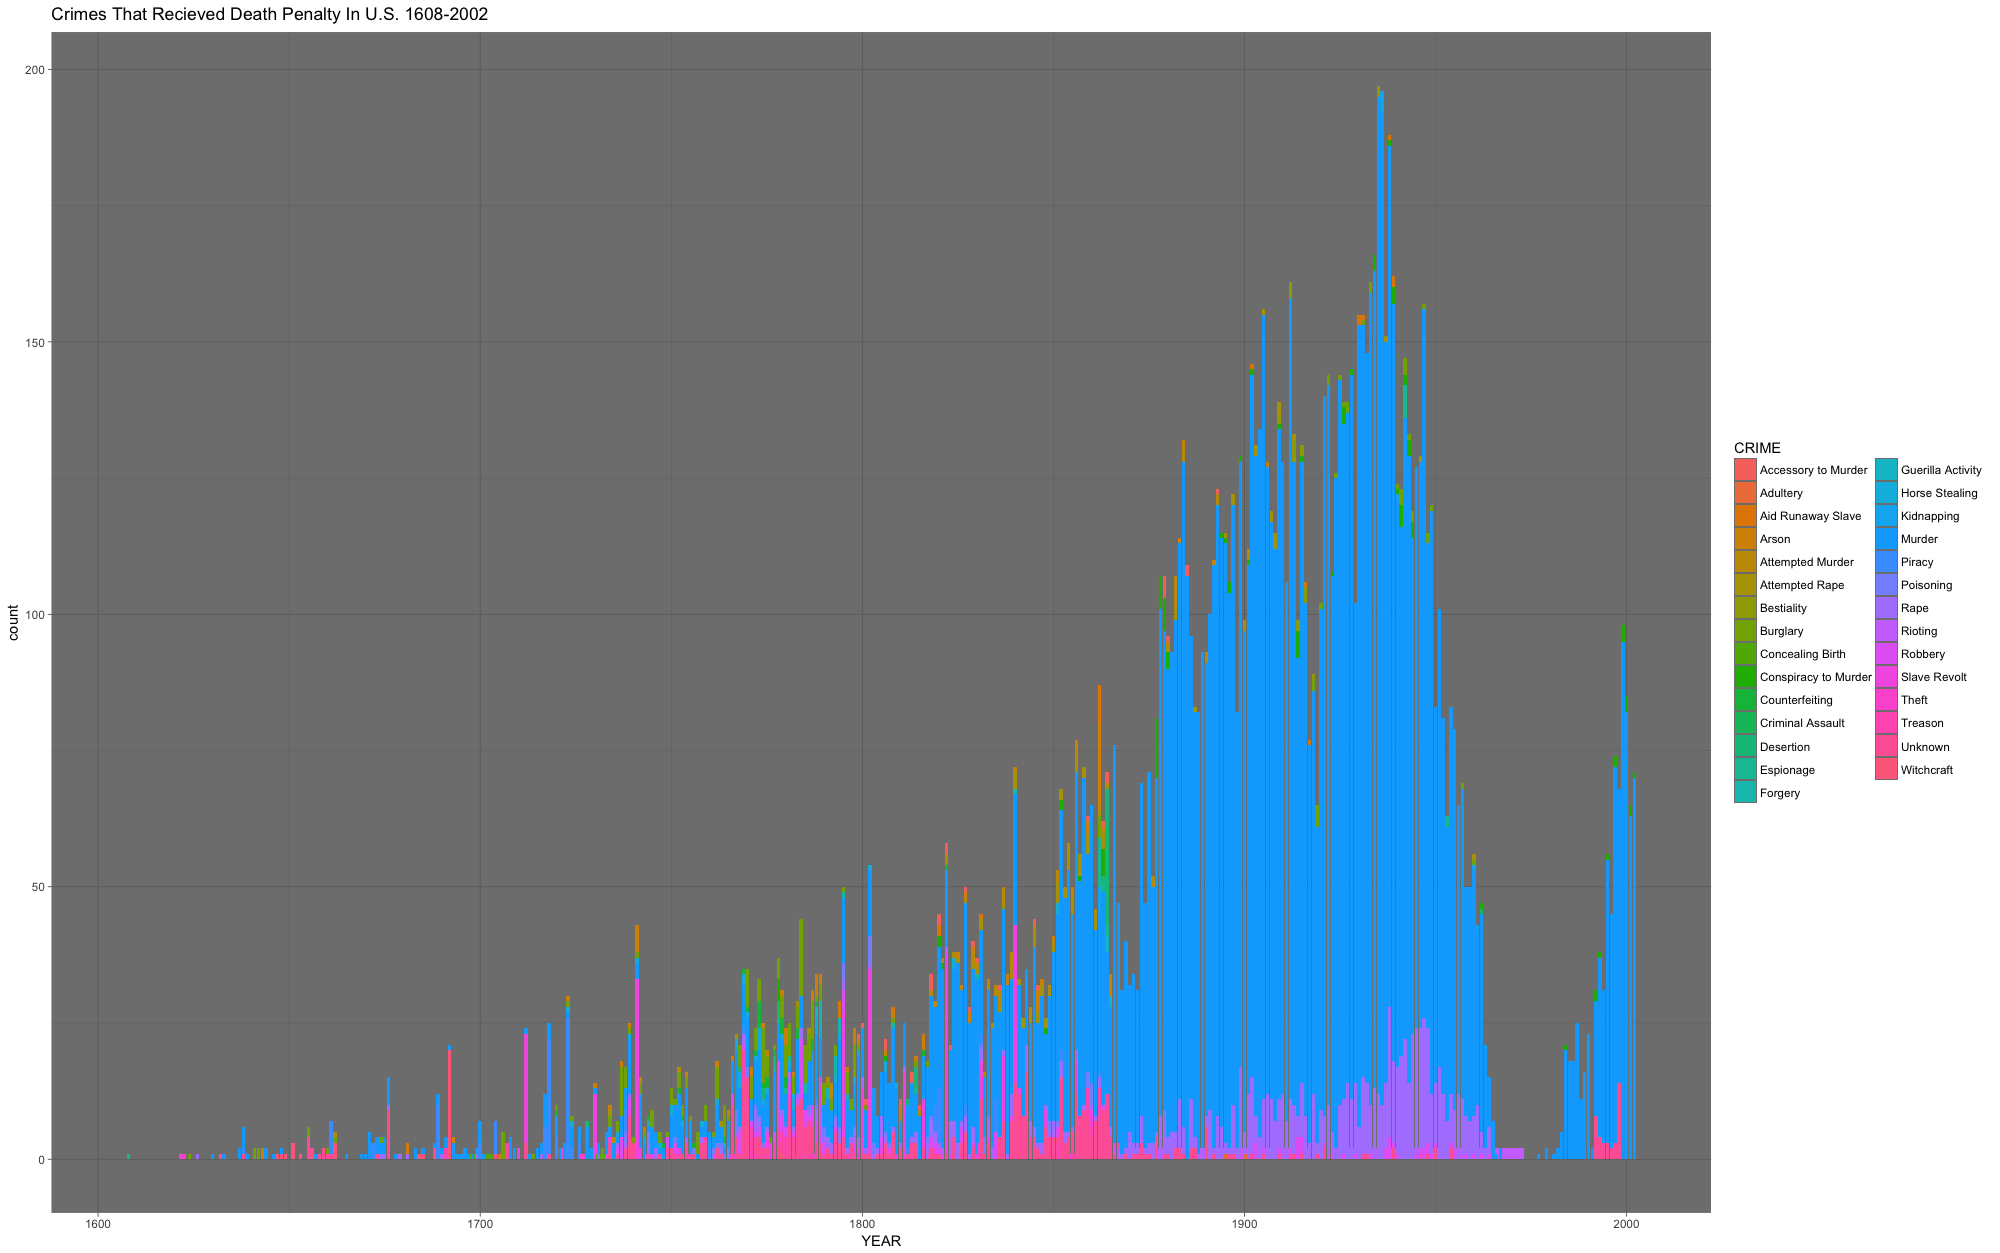 Crimes That Recieved Death Penalty In U.S. 1608-2002
200
150
100
50
0
count
1600
1700
1800
1900
2000
YEAR
CRIME
Accessory to Murder
Adultery
Aid Runaway Slave
Arson
Attempted Murder
Attempted Rape
Bestiality
Burglary
Concealing Birth
Conspiracy to Murder
Counterfeiting
Criminal Assault
Desertion
Espionage
Forgery
Guerilla Activity
Horse Stealing
Kidnapping
Murder
Piracy
Poisoning
Rape
Rioting
Robbery
Slave Revolt
Theft
Treason
Unknown
Witchcraft